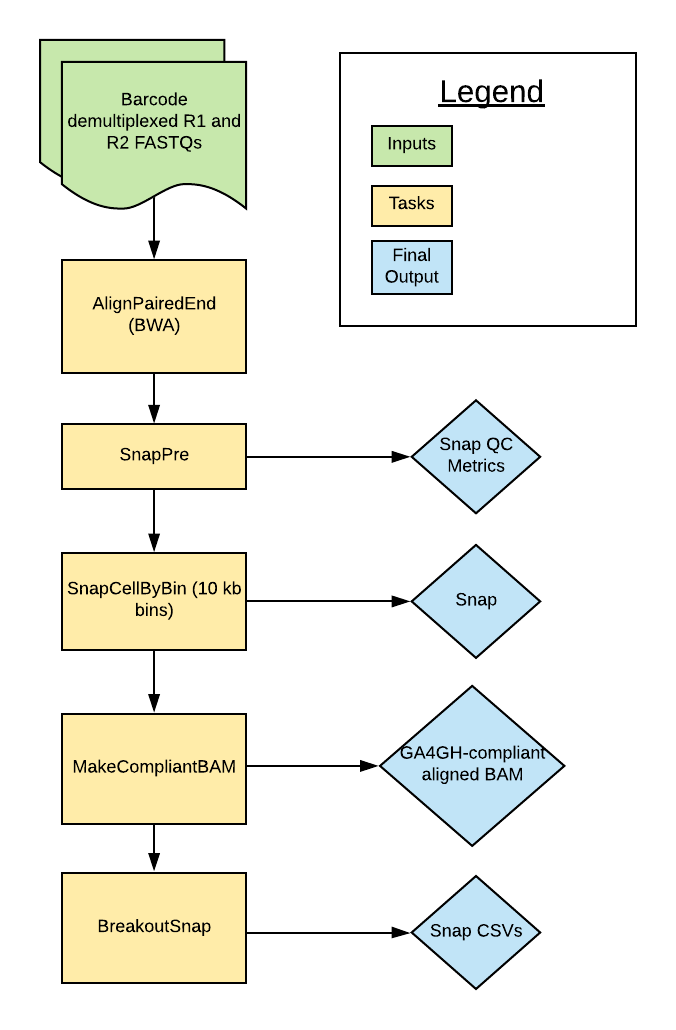 Barcode
demultiplexed R1 and
R2 FASTQs
Legend
Inputs
Tasks
Final
Output
AlignPairedEnd
(BWA)
SnapPre
Snap QC
Metrics
SnapCellByBin (10 kb
bins)
Snap
MakeCompliantBAM
GA4GH-compliant
aligned BAM
BreakoutSnap
Snap CSVs